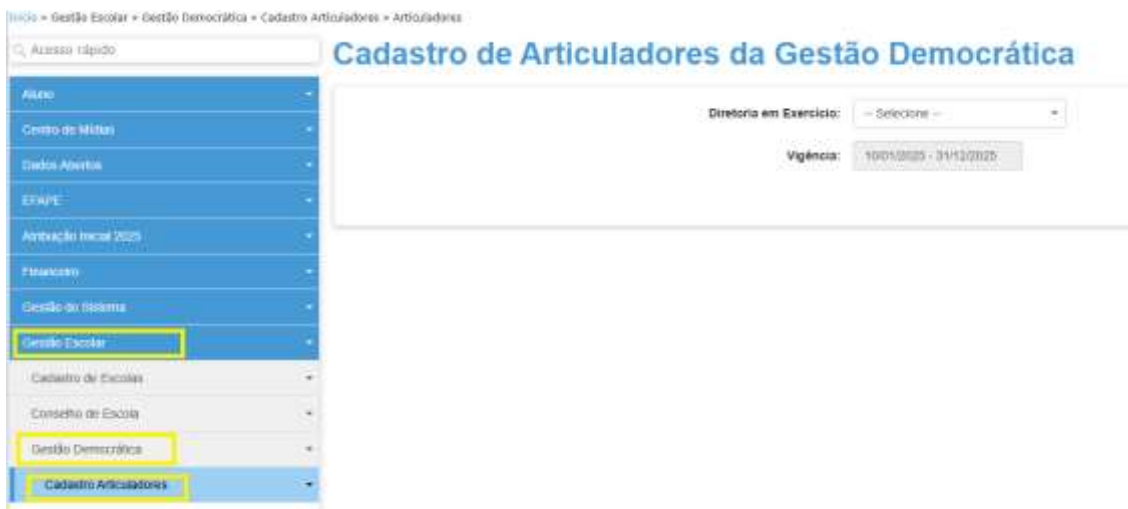 Início » Gestão Escolar » Gestão Democrática » Cadastro Articuladores » Articuladores
Acesso rápido
Cadastro de Articuladores da Gestão Democrática
Aluno
Centro de Mídias
Dados Abertos
EFAPE
Atribuição Inicial 2025
Financeiro
Gestão do Sistema
Gestão Escolar
Cadastro de Escolas
Conselho de Escola
Gestão Democrática
Cadastro Articuladores
Diretoria em Exercício: -- Selecione --
Vigência: 10/01/2025 - 31/12/2025